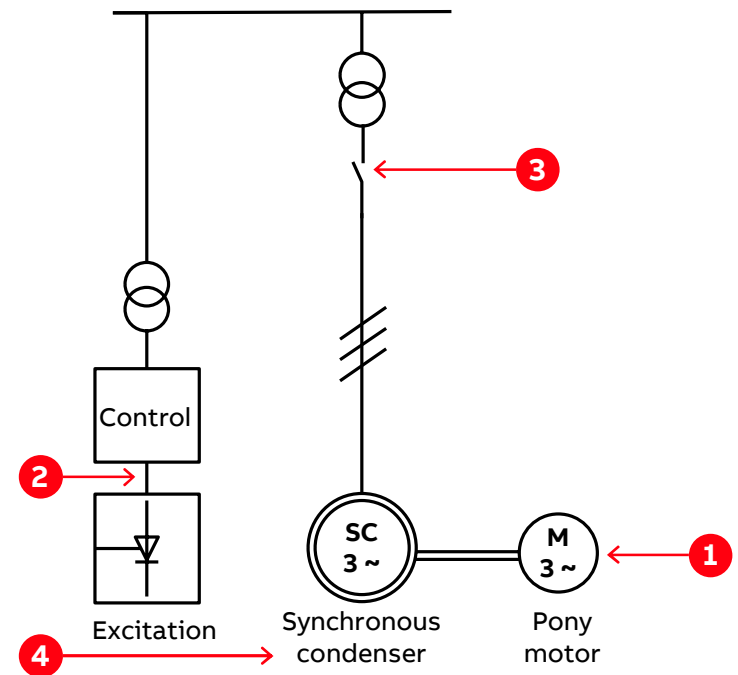 3
Control
2
SC
3 ~
M
3 ~
1
Excitation
Synchronous
condenser
Pony
motor
4